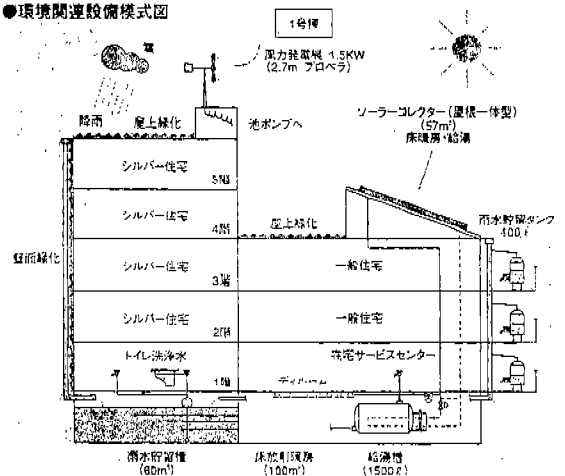 ●環境関連設備模式図
1号棟
雲
風力発電機 1.5KW
(2.7m プロペラ)
降雨
屋上緑化
池ポンプへ
ソーラーコレクター(屋根一体型)
(57m²)
床暖房・給湯
シルバー住宅
5階
シルバー住宅
4階
屋上緑化
雨水貯留タンク
400ℓ
壁面緑化
シルバー住宅
3階
一般住宅
シルバー住宅
2階
一般住宅
トイレ洗浄水
在宅サービスセンター
1階
デイルーム
雨水貯留槽
(60m³)
床放射暖房
(100m²)
給湯槽
(1500ℓ)